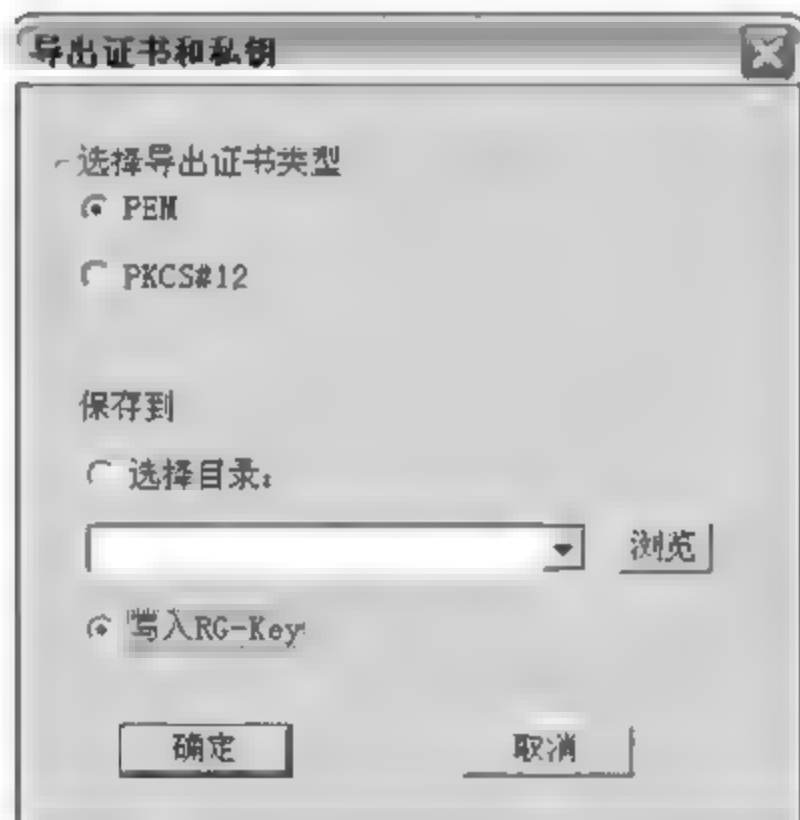 导出证书和私钥
选择导出证书类型
PEM
PKCS#12
保存到
选择目录：
浏览
写入RG-Key
确定
取消